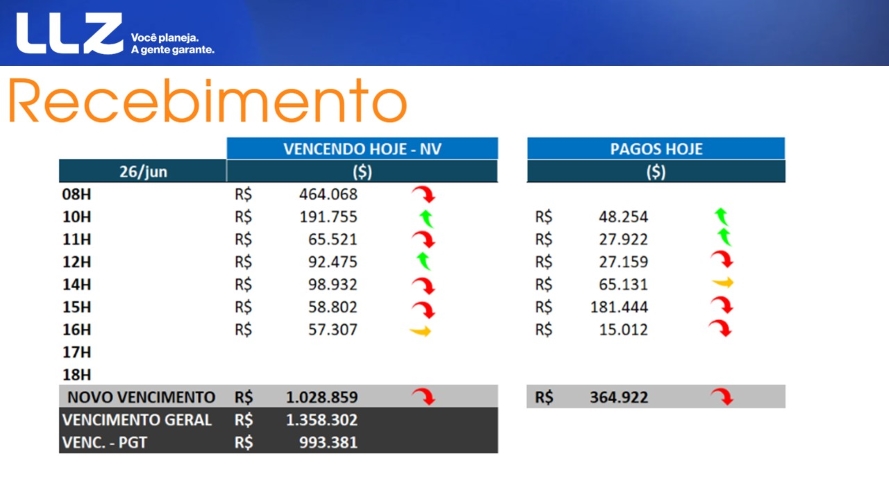 LLZ Você planeja.
A gente garante.
Recebimento
VENCENDO HOJE - NV PAGOS HOJE
26/jun ($) ($)
08H R$ 464.068
10H R$ 191.755 R$ 48.254
11H R$ 65.521 R$ 27.922
12H R$ 92.475 R$ 27.159
14H R$ 98.932 R$ 65.131
15H R$ 58.802 R$ 181.444
16H R$ 57.307 R$ 15.012
17H
18H
NOVO VENCIMENTO R$ 1.028.859 R$ 364.922
VENCIMENTO GERAL R$ 1.358.302
VENC. - PGT R$ 993.381